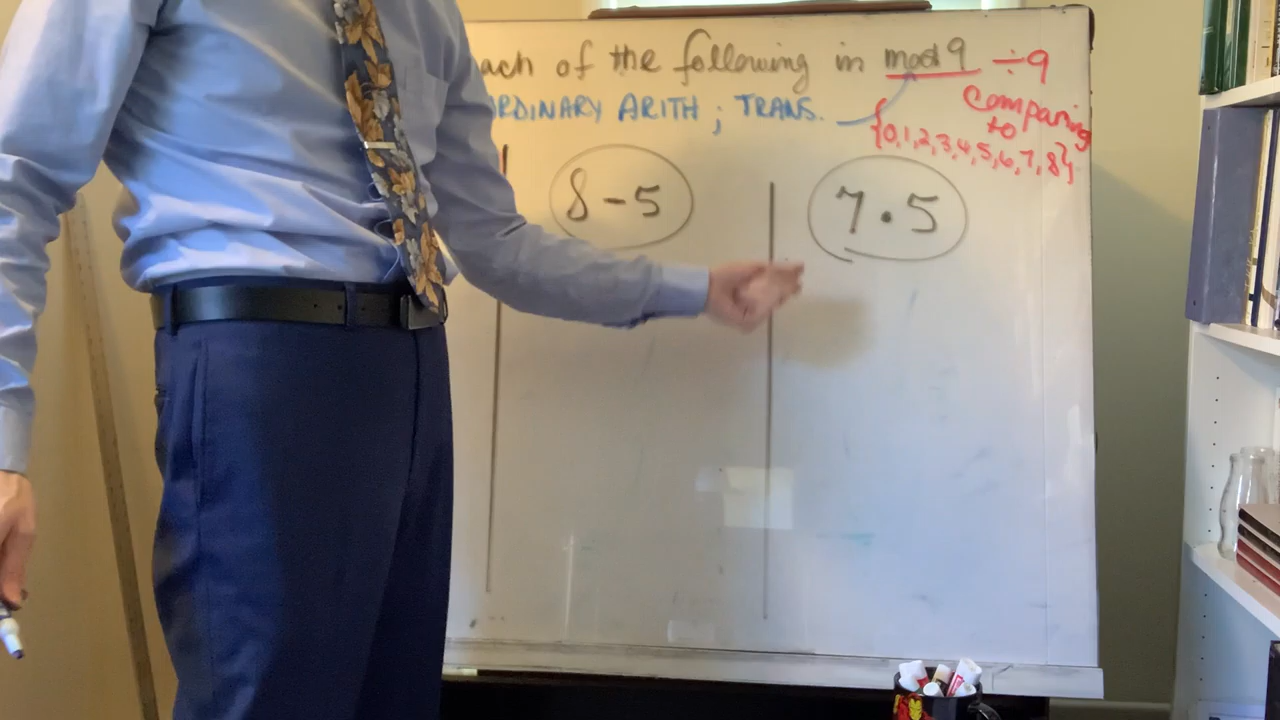 ach of the following in mod 9 ÷9
ORDINARY ARITH ; TRANS.
comparing
to
{0,1,2,3,4,5,6,7,8}
8-5
7·5